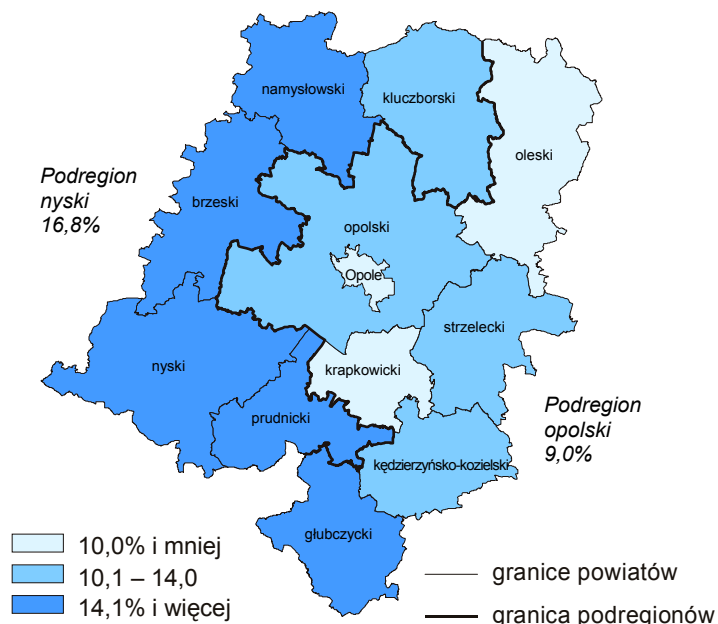 namysłowski
kluczborski
oleski
Podregion
nyski
16,8%
brzeski
opolski
Opole
strzelecki
nyski
krapkowicki
prudnicki
Podregion
opolski
9,0%
kędzierzyńsko-kozielski
głubczycki
10,0% i mniej
10,1 – 14,0
14,1% i więcej
granice powiatów
granica podregionów